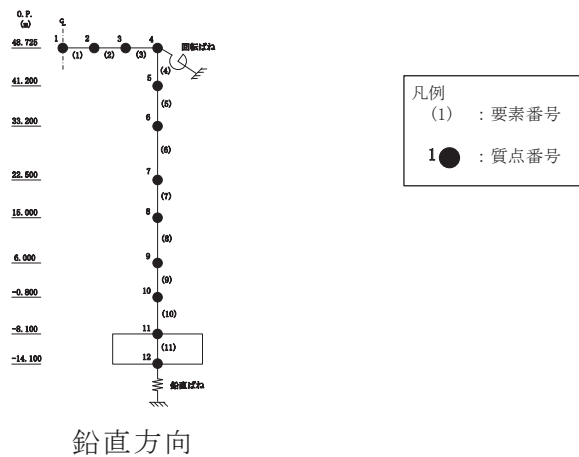 O.P.
(m)
℄
1 2 3 4
48.725
(1) (2) (3)
回転ばね
(4)
5
41.200
(5)
6
33.200
(6)
7
22.500
(7)
8
15.000
(8)
9
6.000
(9)
10
-0.800
(10)
11
-8.100
(11)
12
-14.100
鉛直ばね
鉛直方向
凡例
(1) :要素番号
1● :質点番号